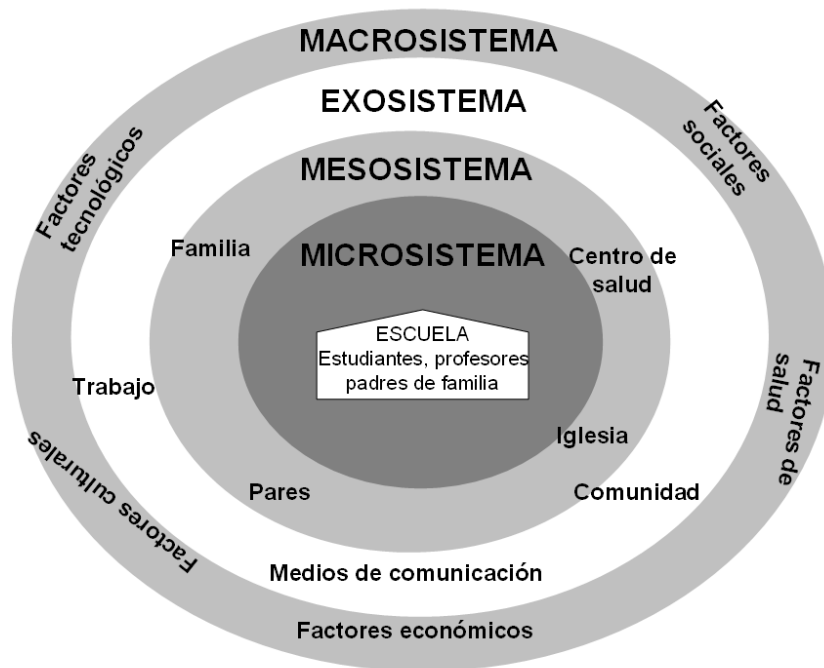 MACROSISTEMA
EXOSISTEMA
MESOSISTEMA
MICROSISTEMA
Factores
tecnológicos
Factores
sociales
Familia
Centro de
salud
ESCUELA
Estudiantes, profesores
padres de familia
Trabajo
Factores de
salud
Iglesia
Factores culturales
Pares
Comunidad
Medios de comunicación
Factores económicos